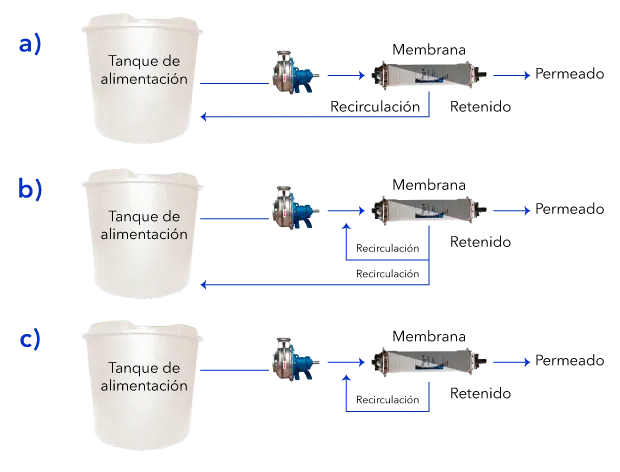 a)
Tanque de
alimentación
Membrana
Permeado
Recirculación
Retenido
b)
Tanque de
alimentación
Membrana
Permeado
Recirculación
Retenido
Recirculación
c)
Tanque de
alimentación
Membrana
Permeado
Recirculación
Retenido